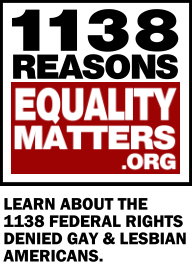 1138
REASONS
EQUALITY
MATTERS
.ORG
LEARN ABOUT THE
1138 FEDERAL RIGHTS
DENIED GAY & LESBIAN
AMERICANS.